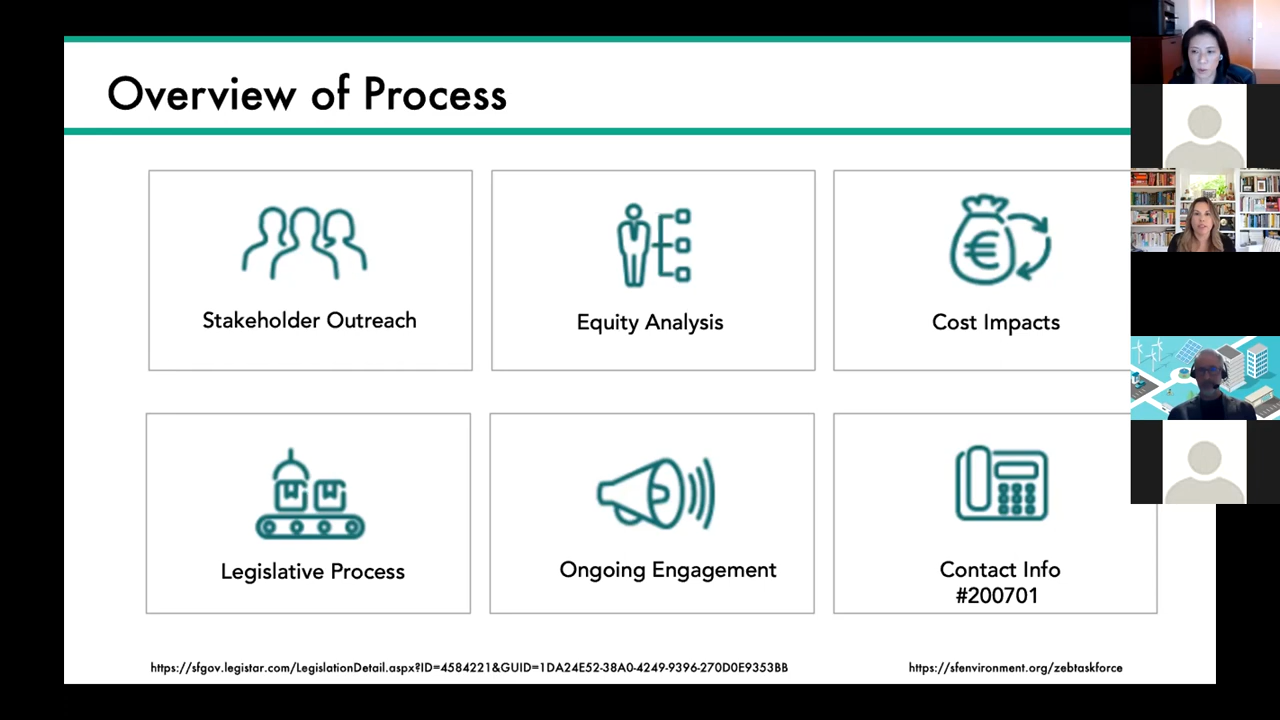 Overview of Process
Stakeholder Outreach
Equity Analysis
Cost Impacts
Legislative Process
Ongoing Engagement
Contact Info
#200701
https://sfgov.legistar.com/LegislationDetail.aspx?ID=4584221&GUID=1DA24E52-38A0-4249-9396-270D0E9353BB
https://sfenvironment.org/zebtaskforce